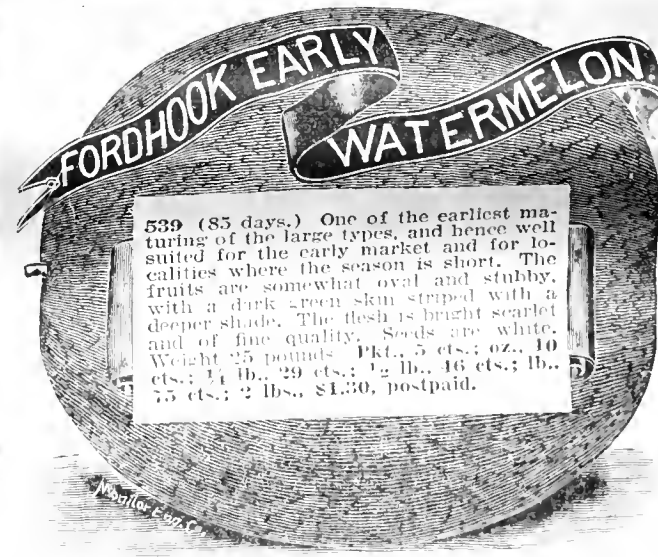 FORDHOOK EARLY
WATERMELON.
539 (85 days.) One of the earliest ma-
turing of the large types, and hence well
suited for the early market and for lo-
calities where the season is short. The
fruits are somewhat oval and stubby,
with a dark green skin striped with a
deeper shade. The flesh is bright scarlet
and of fine quality. Seeds are white.
Weight 25 pounds. Pkt., 5 cts.; oz., 10
cts.; ¼ lb., 29 cts.; ½ lb., 46 cts.; lb.,
75 cts.; 2 lbs., $1.30, postpaid.